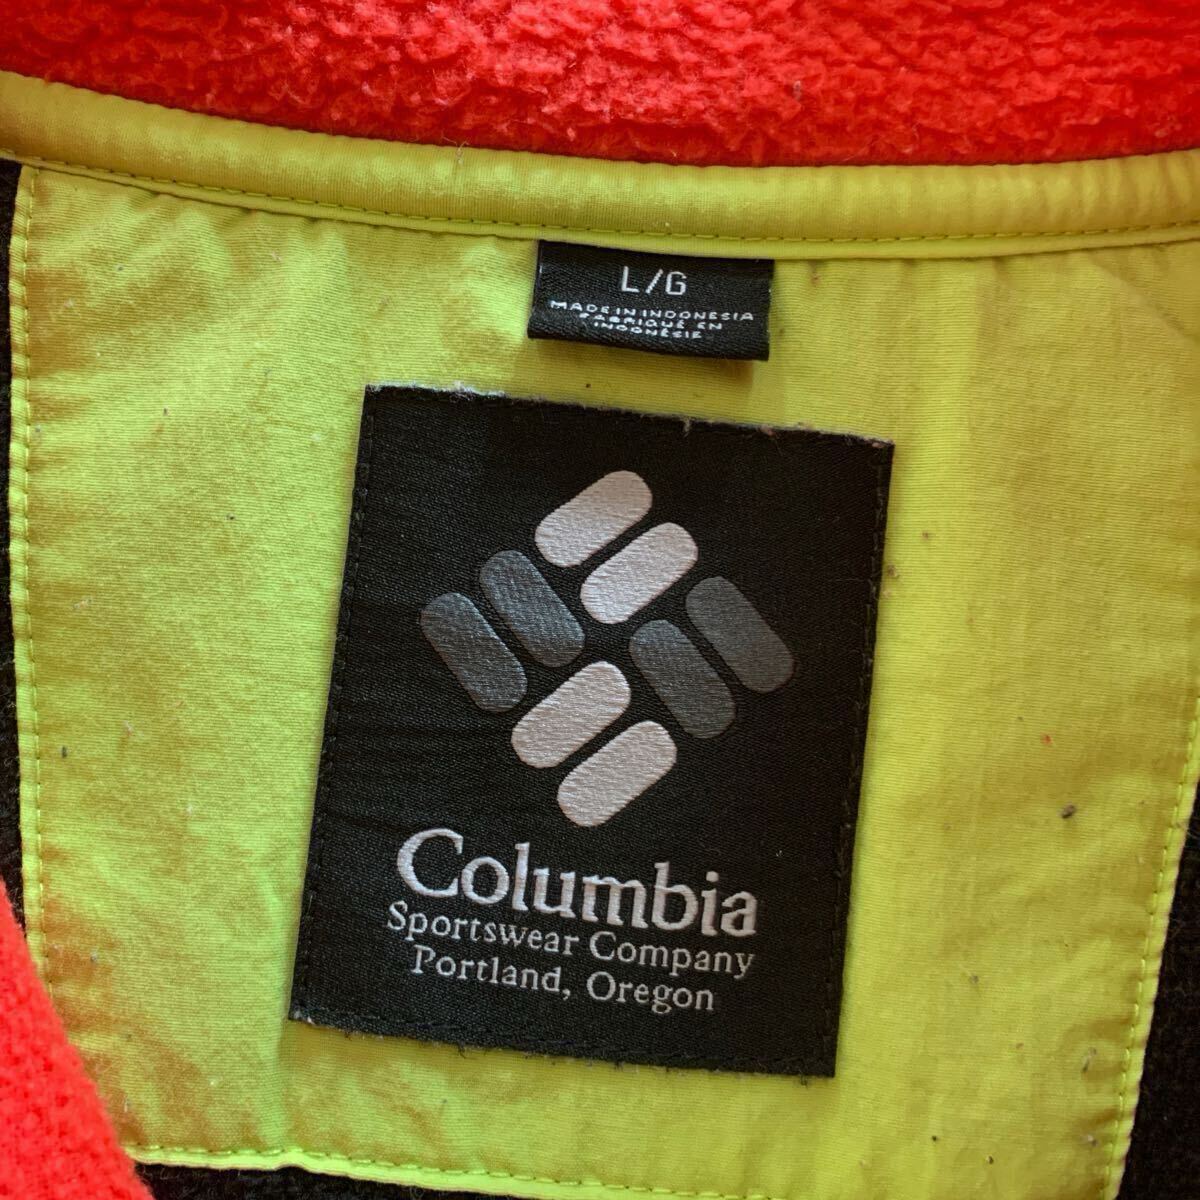 L/G
MADE IN INDONESIA
FABRIQUÉ EN
INDONÉSIE
Columbia
Sportswear Company
Portland, Oregon